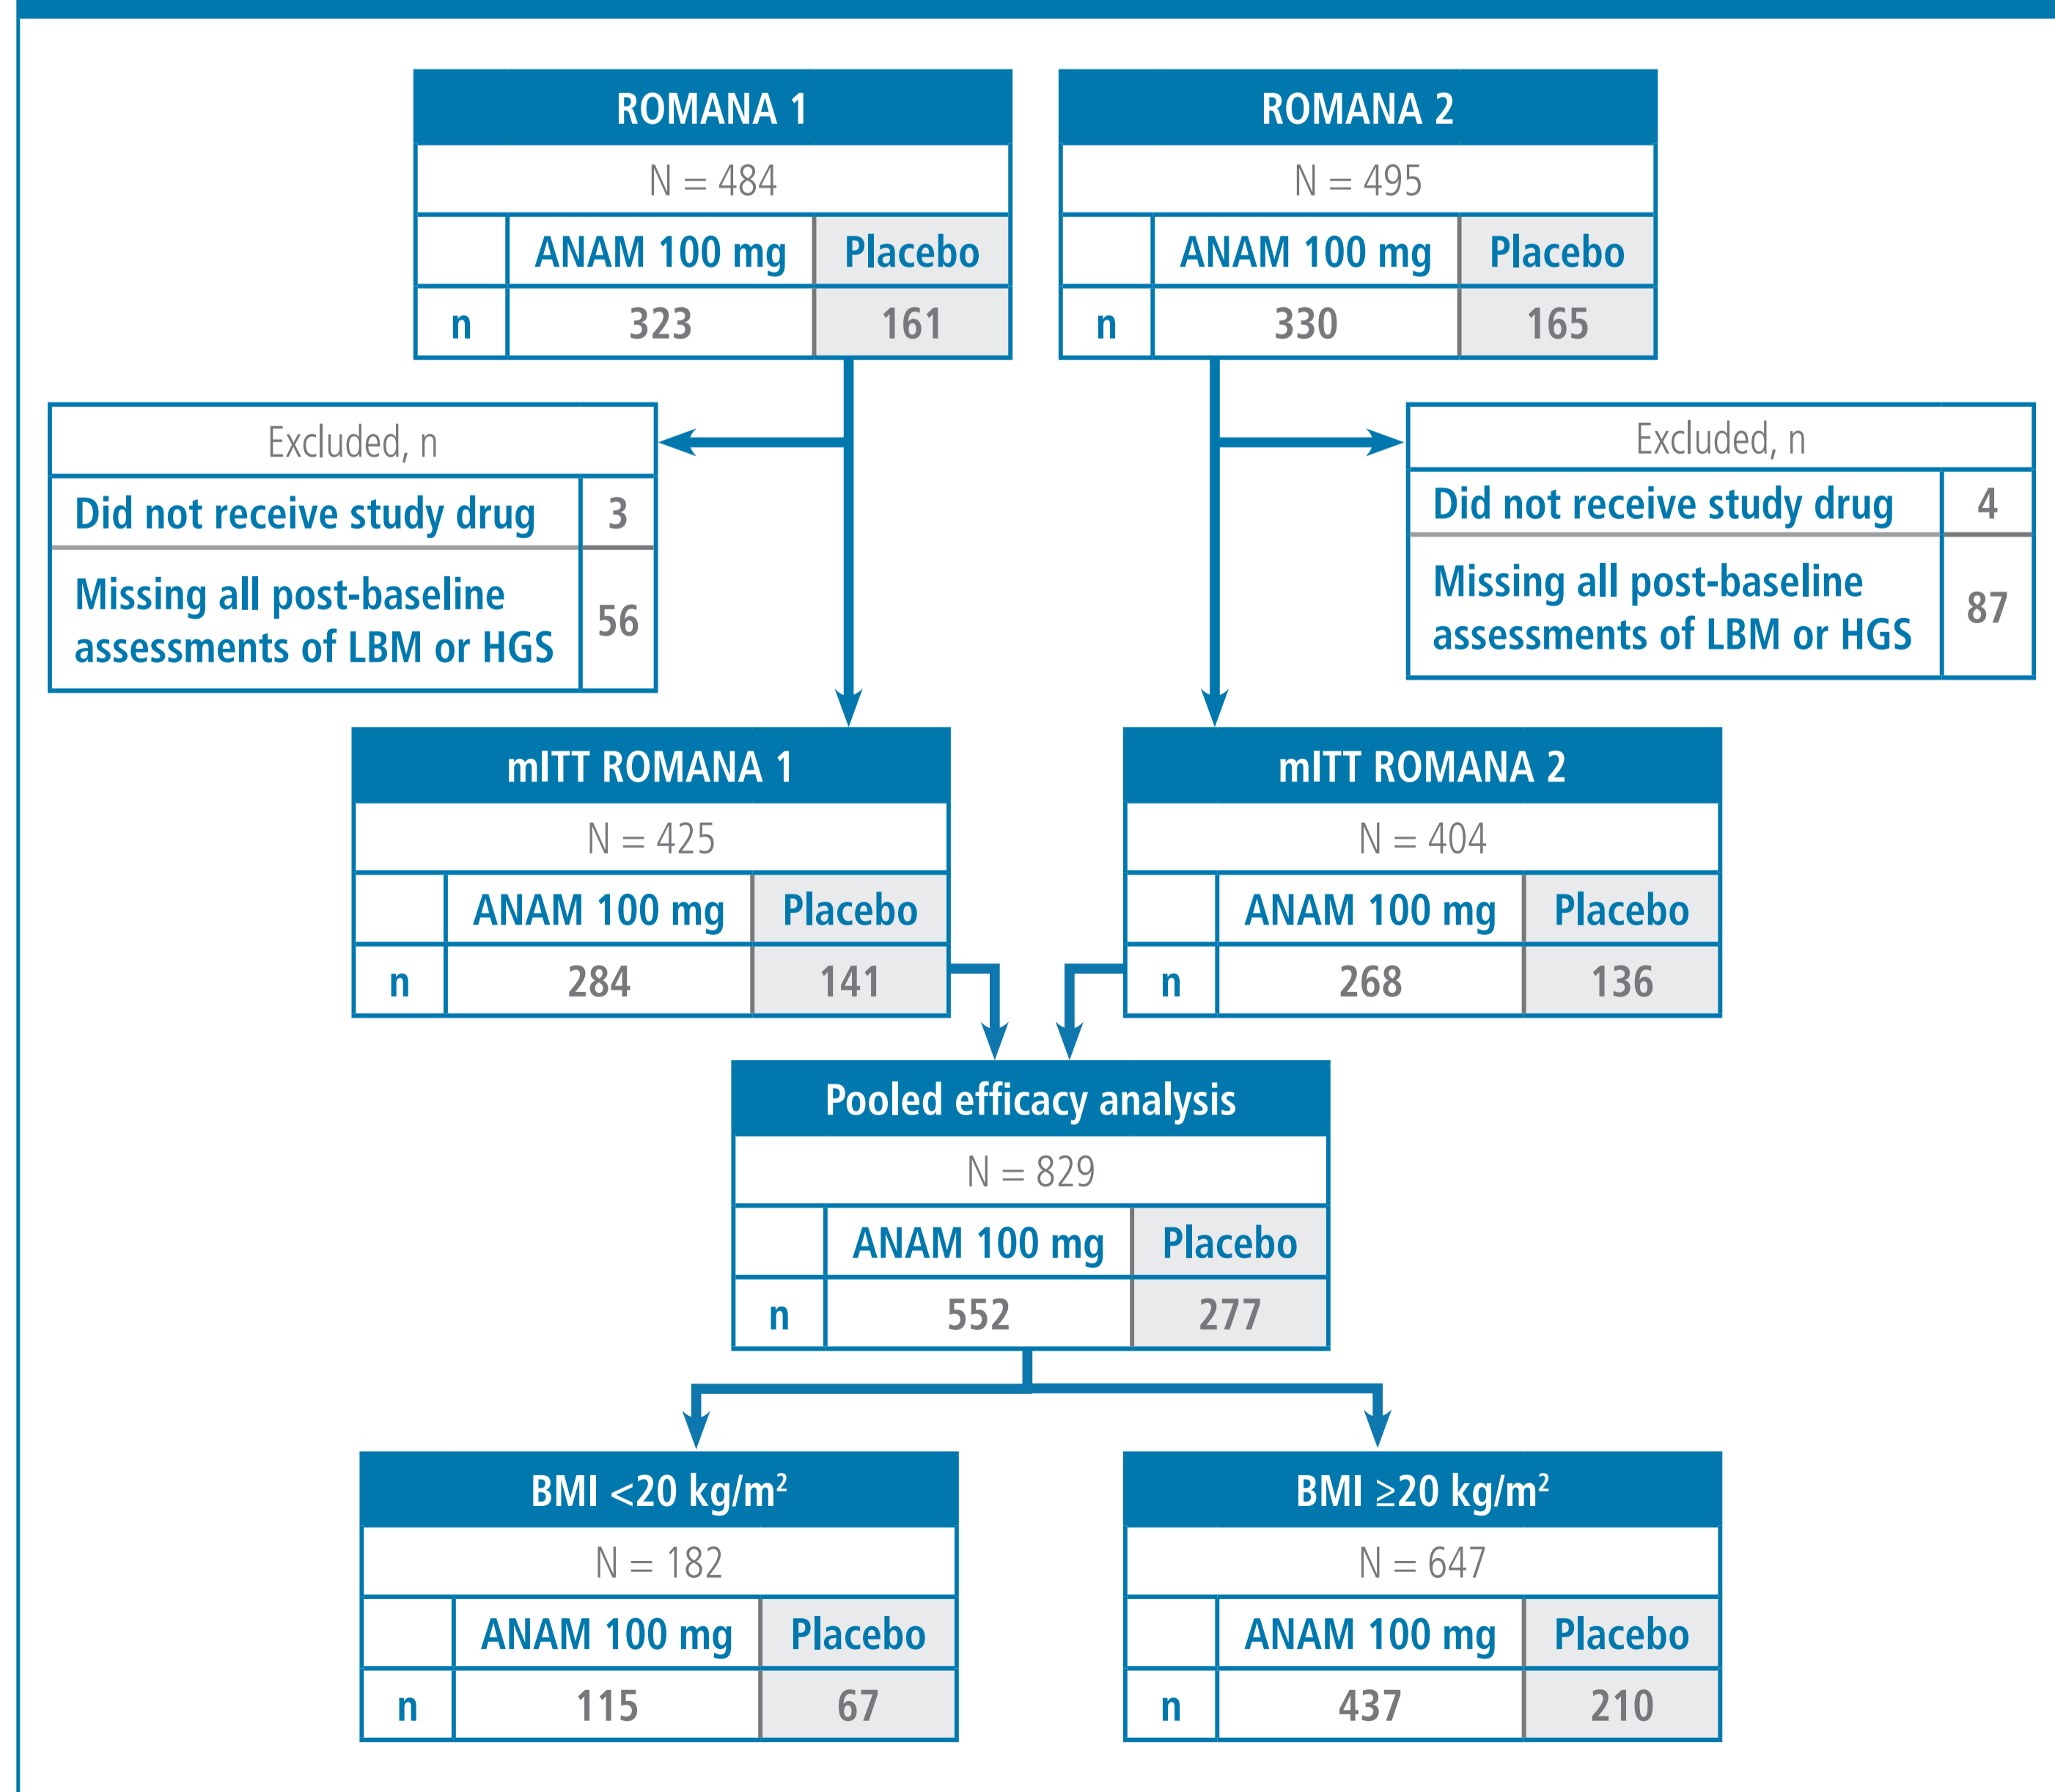 ROMANA 1
N = 484
ANAM 100 mg Placebo
n 323 161
ROMANA 2
N = 495
ANAM 100 mg Placebo
n 330 165
Excluded, n
Did not receive study drug 3
Missing all post-baseline
assessments of LBM or HGS 56
Excluded, n
Did not receive study drug 4
Missing all post-baseline
assessments of LBM or HGS 87
mITT ROMANA 1
N = 425
ANAM 100 mg Placebo
n 284 141
mITT ROMANA 2
N = 404
ANAM 100 mg Placebo
n 268 136
Pooled efficacy analysis
N = 829
ANAM 100 mg Placebo
n 552 277
BMI <20 kg/m²
N = 182
ANAM 100 mg Placebo
n 115 67
BMI ≥20 kg/m²
N = 647
ANAM 100 mg Placebo
n 437 210